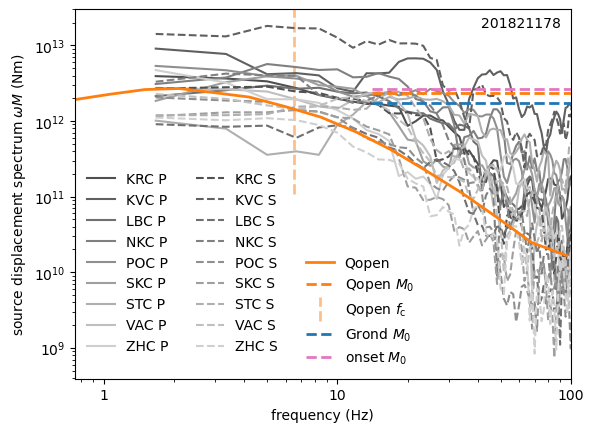 201821178
source displacement spectrum ωM (Nm)
10¹³
10¹²
10¹¹
10¹⁰
10⁹
KRC P
KVC P
LBC P
NKC P
POC P
SKC P
STC P
VAC P
ZHC P
KRC S
KVC S
LBC S
NKC S
POC S
SKC S
STC S
VAC S
ZHC S
Qopen
Qopen M₀
Qopen f_c
Grond M₀
onset M₀
1 10 100
frequency (Hz)